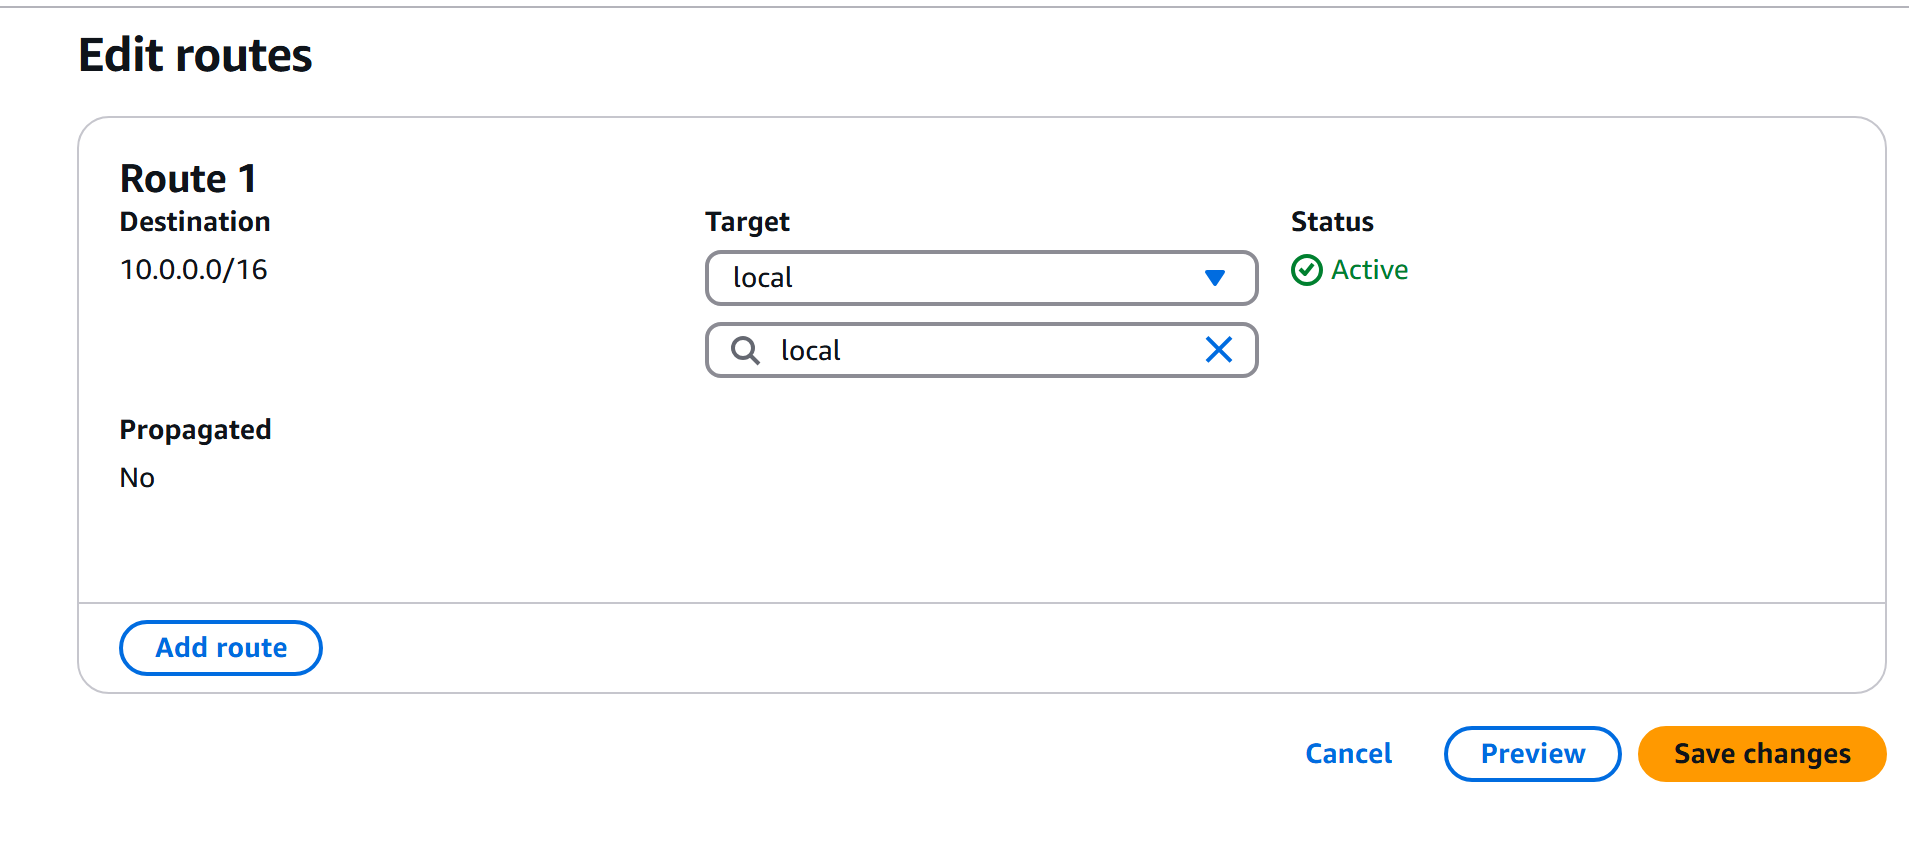 Edit routes
Route 1
Destination
10.0.0.0/16
Target
local
local
Status
Active
Propagated
No
Add route
Cancel
Preview
Save changes